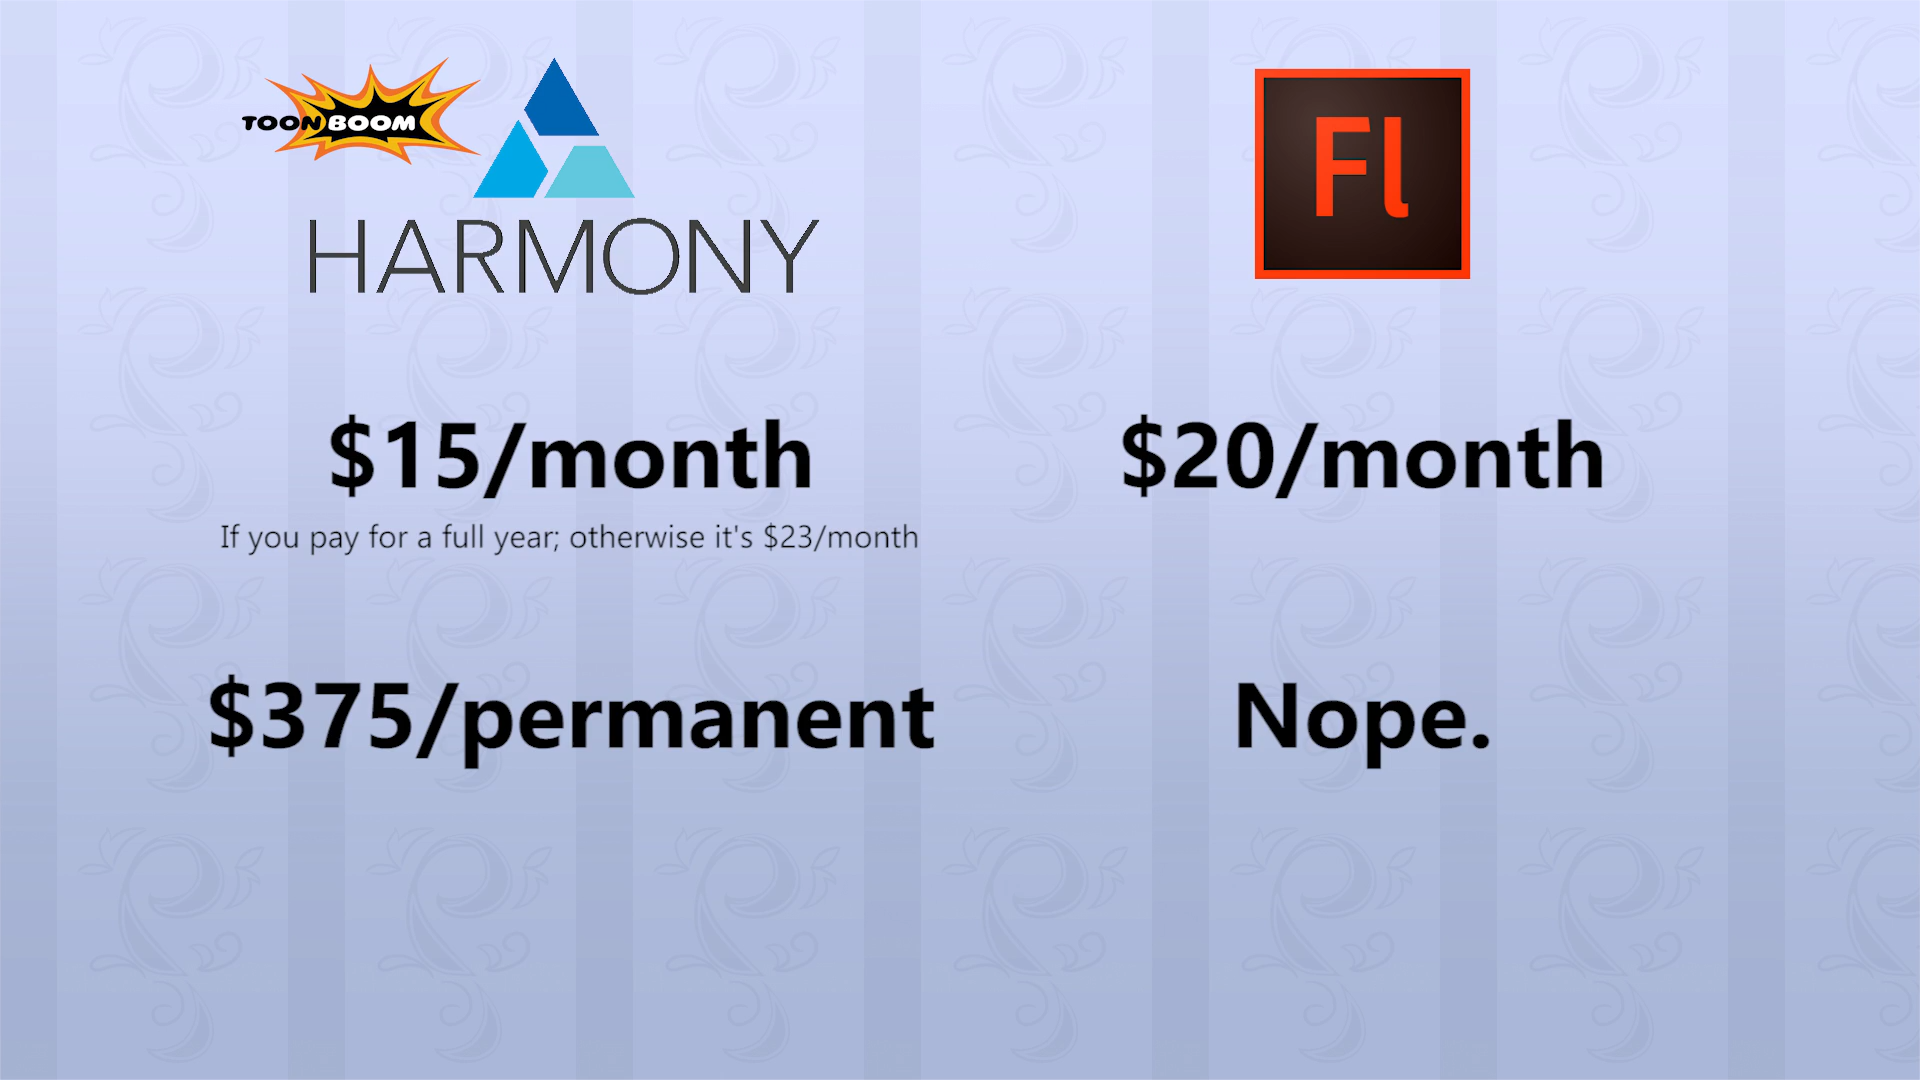 TOON BOOM
HARMONY
Fl
$15/month
$20/month
If you pay for a full year; otherwise it's $23/month
$375/permanent
Nope.